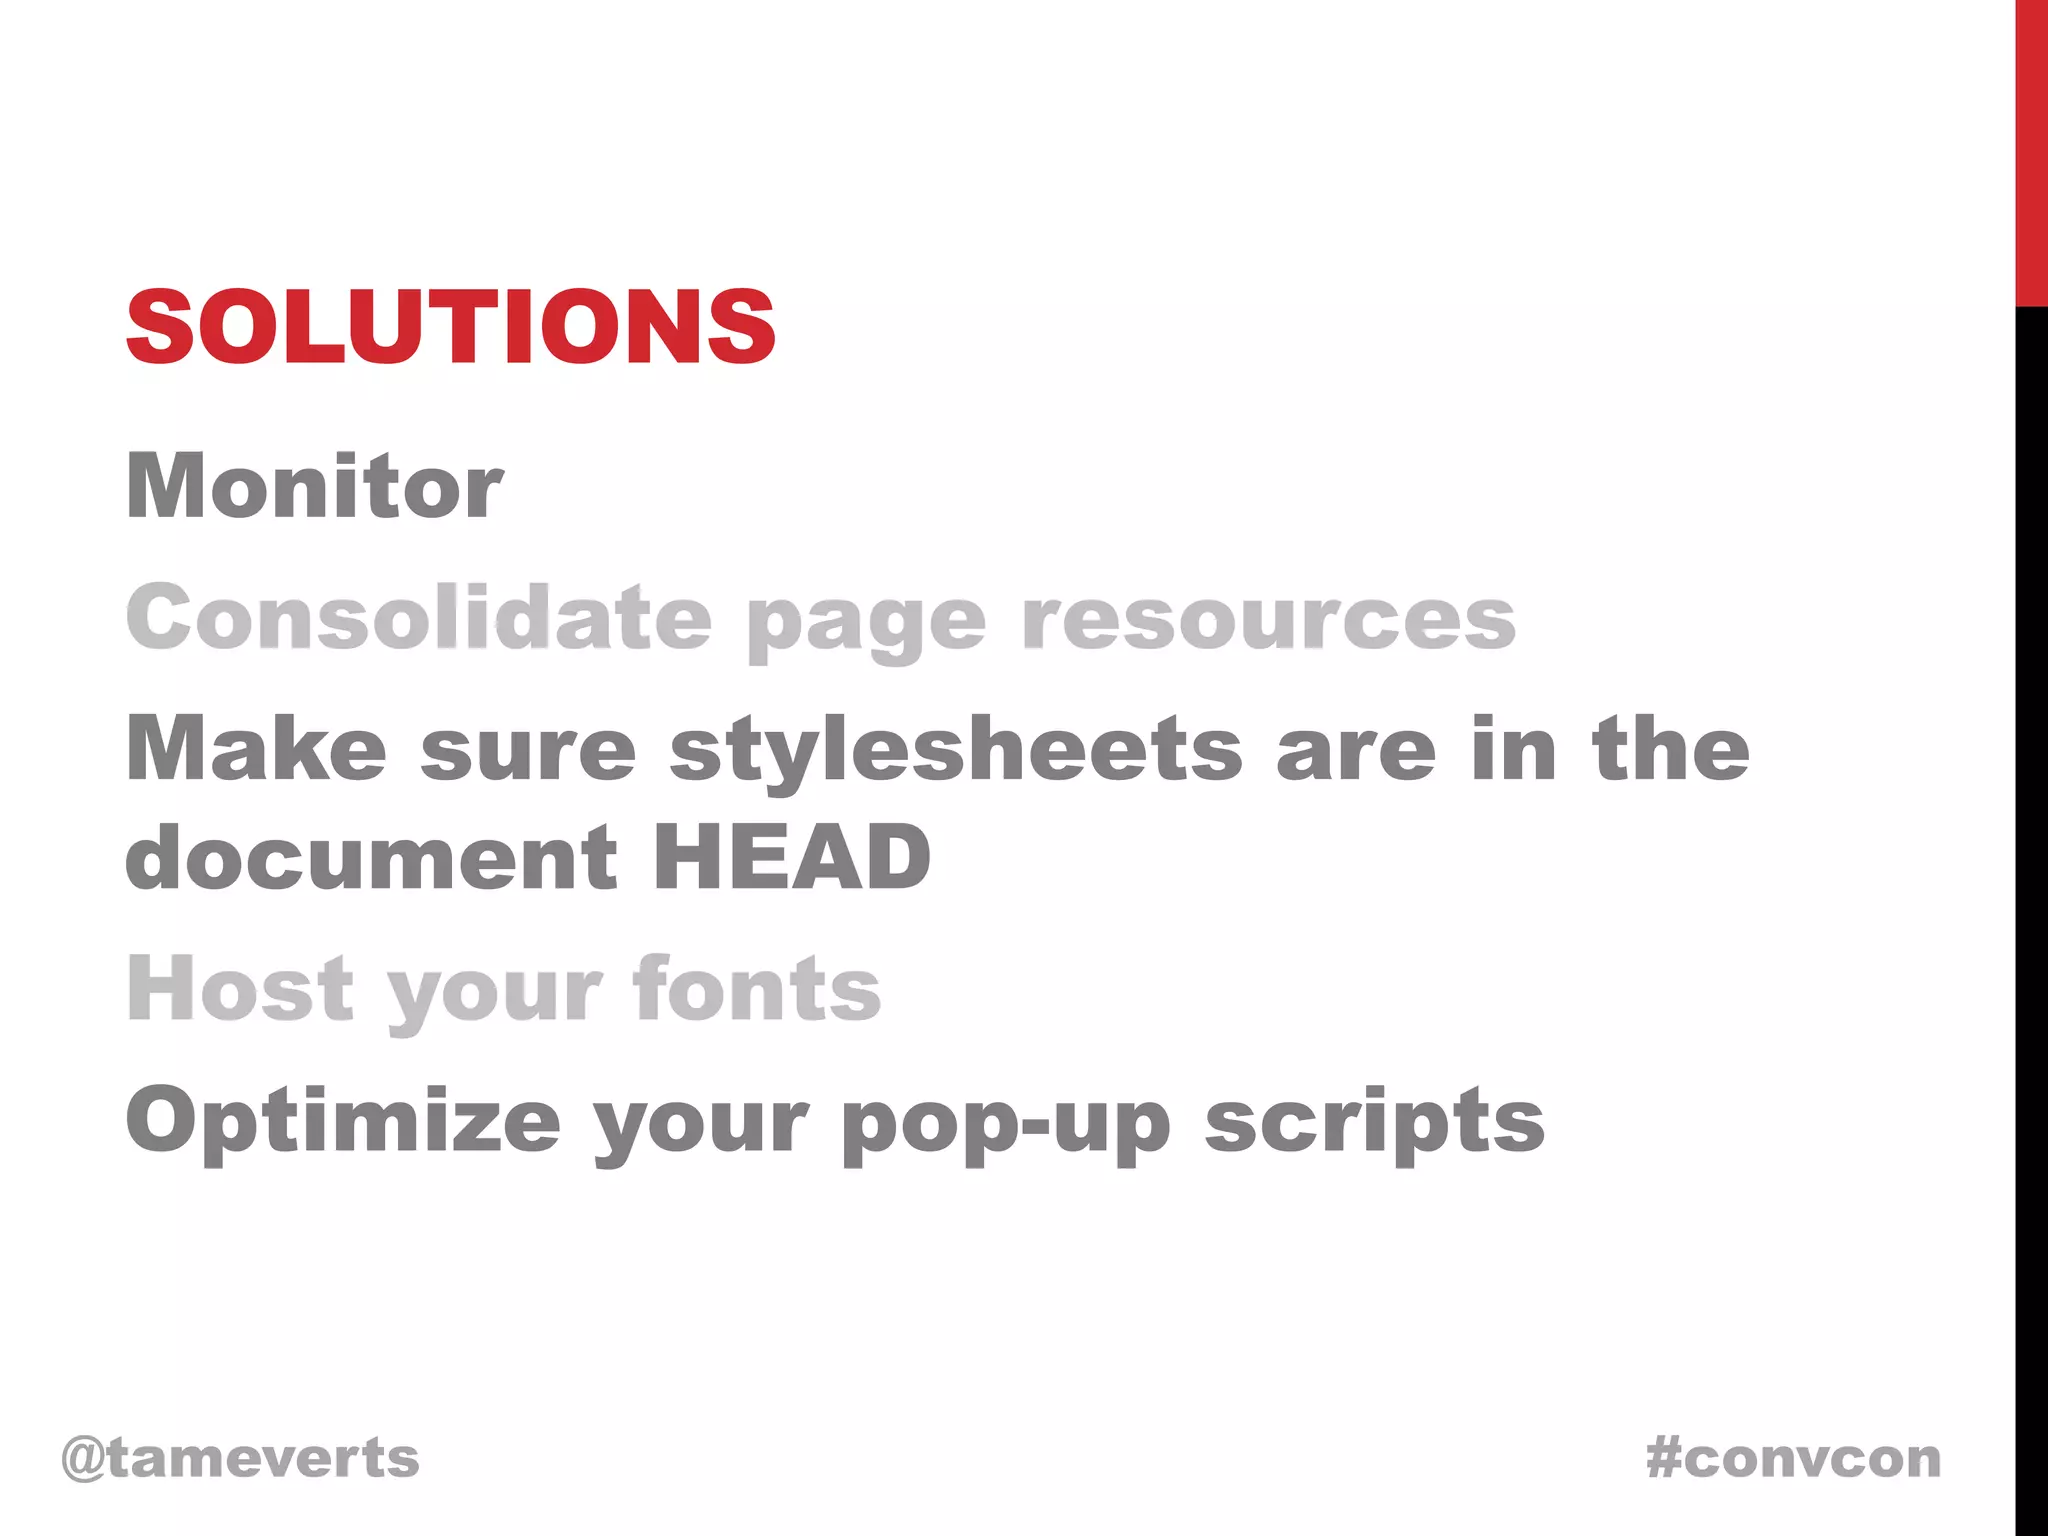 SOLUTIONS
Monitor
Consolidate page resources
Make sure stylesheets are in the
document HEAD
Host your fonts
Optimize your pop-up scripts
@tameverts
#convcon